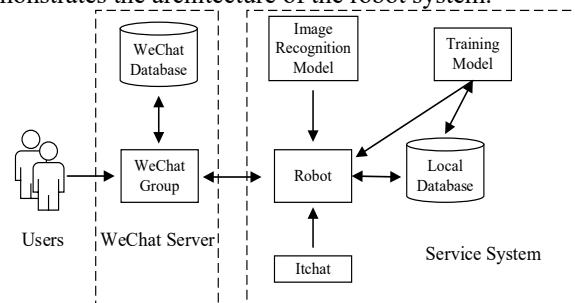 monstrates the architecture of the robot system.
WeChat
Database
Image
Recognition
Model
Training
Model
WeChat
Group
Robot
Local
Database
Users
WeChat Server
Service System
Itchat